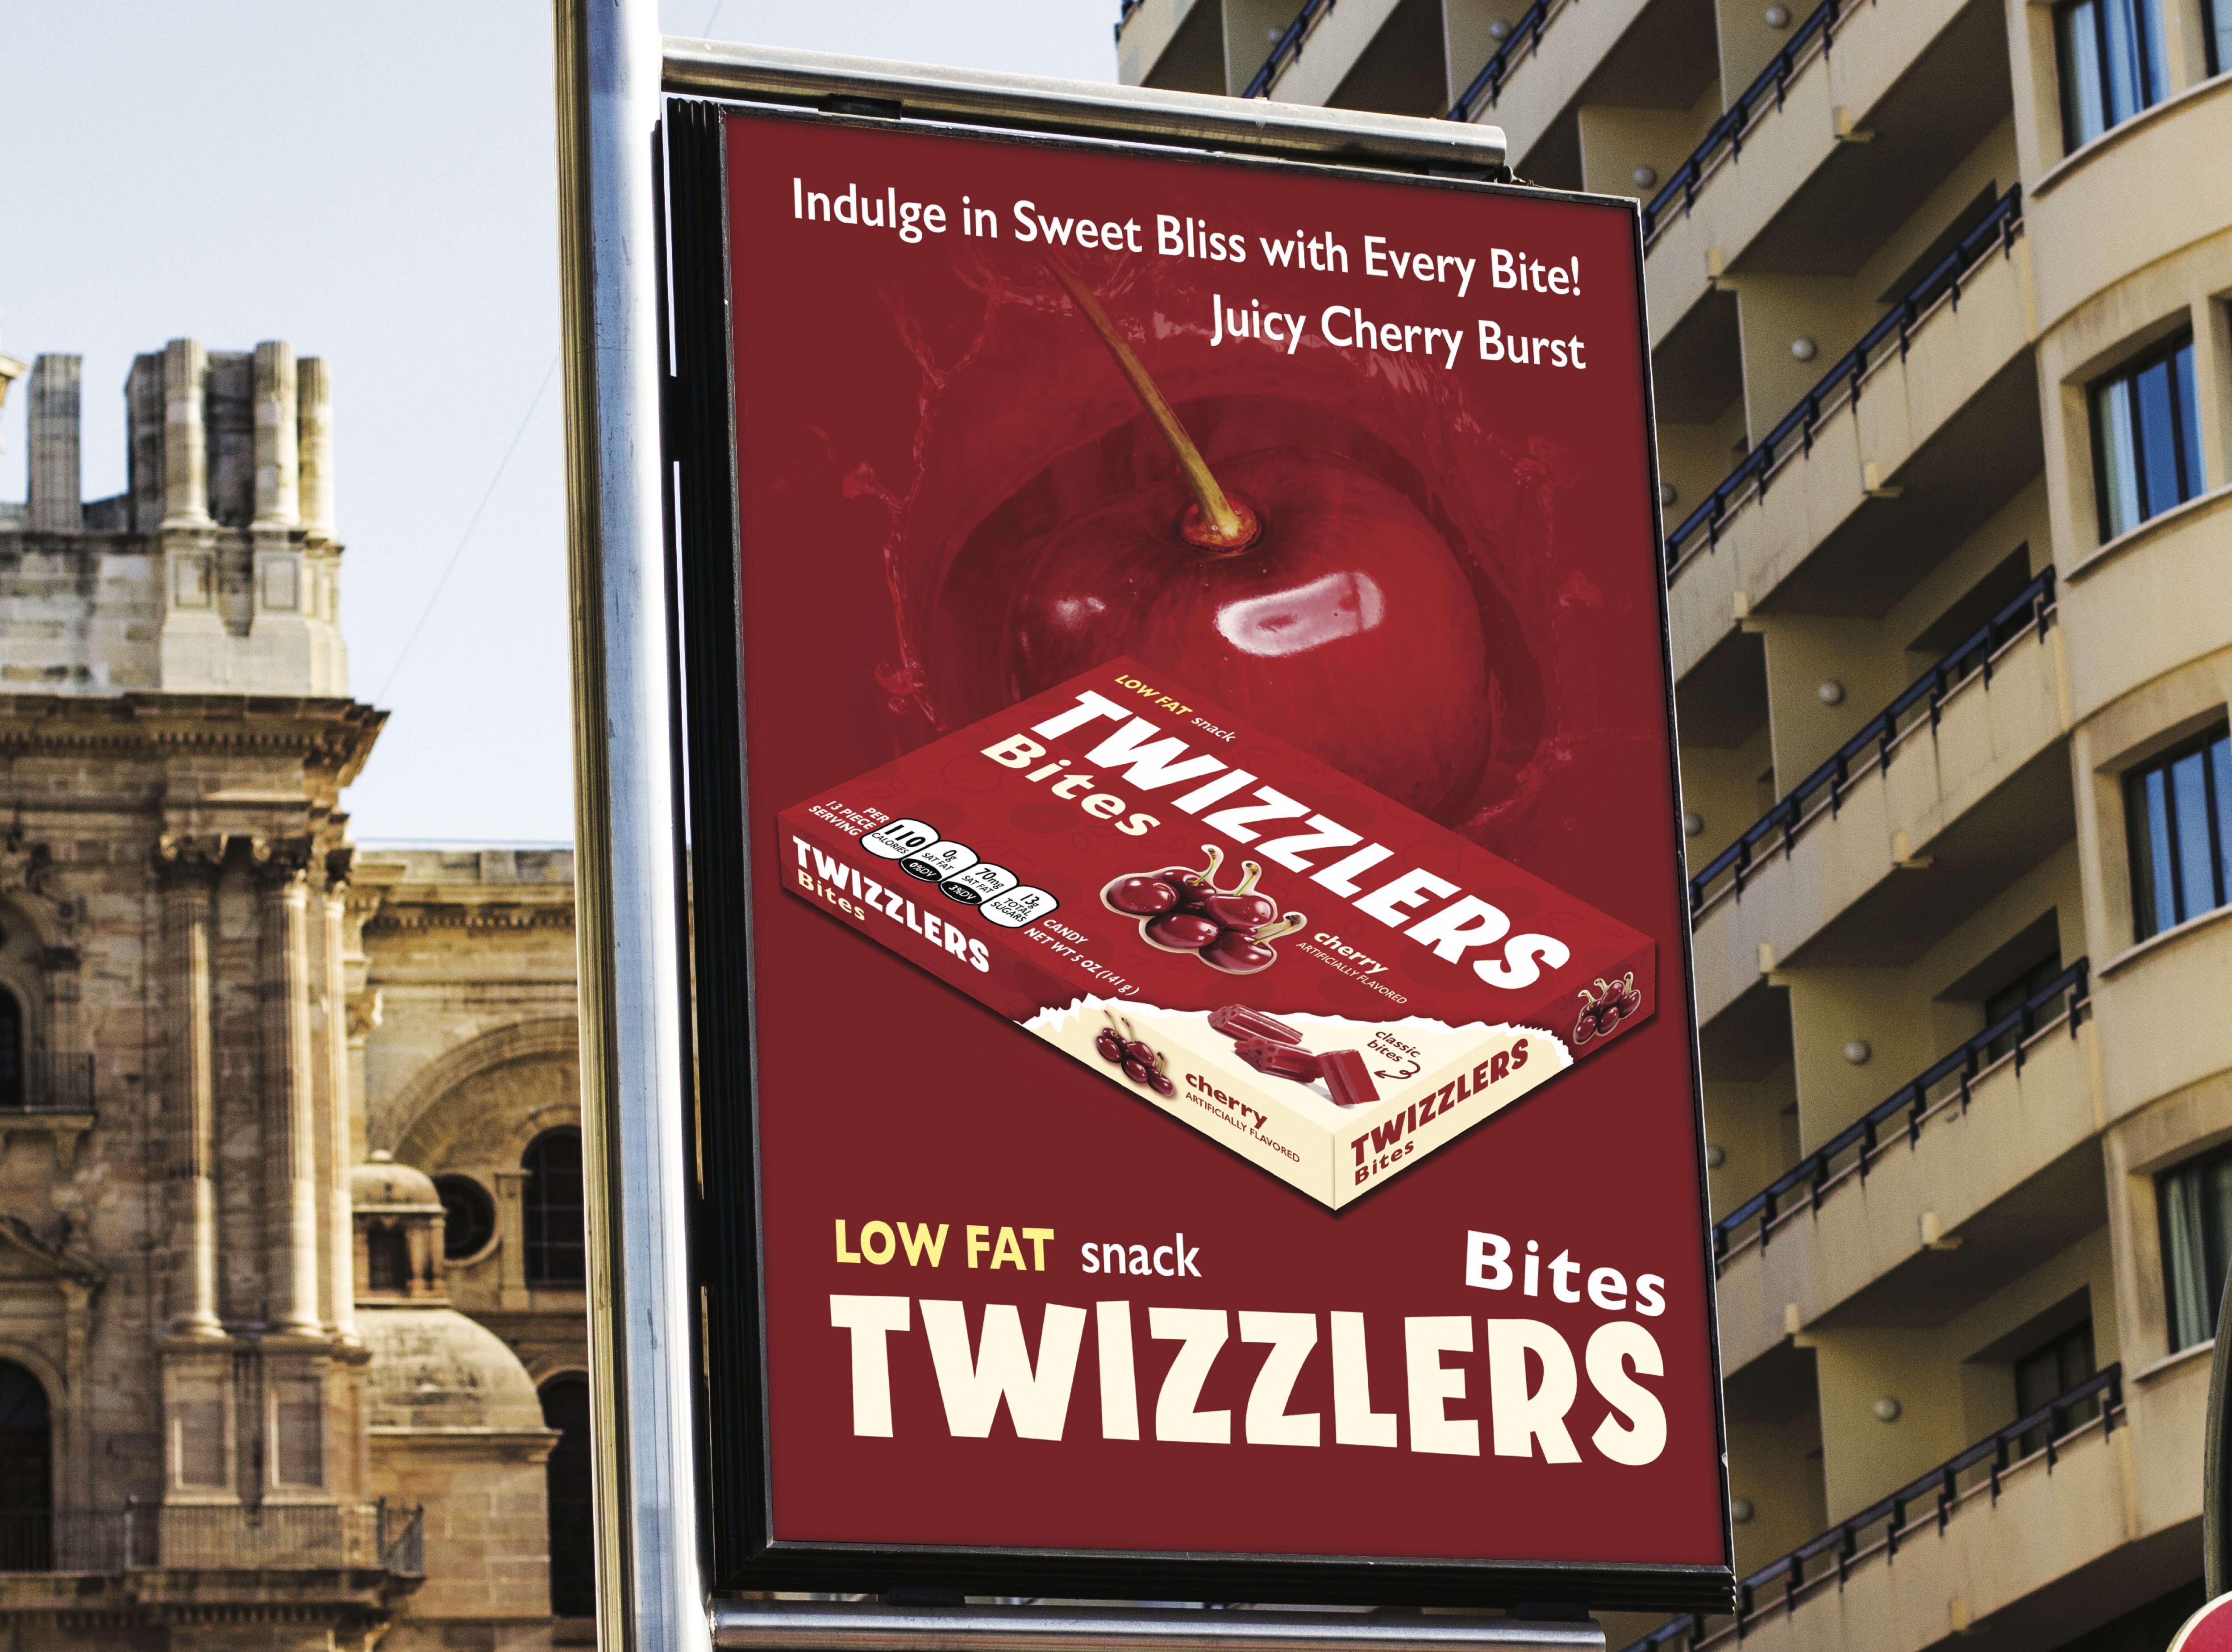 Indulge in Sweet Bliss with Every Bite!
Juicy Cherry Burst
LOW FAT snack
TWIZZLERS
Bites
PER
13 PIECE
SERVING
110
CALORIES
0g
SAT FAT
0%DV
70mg
SAT FAT
3%DV
13g
TOTAL
SUGARS
CANDY
NET WT 5 OZ (141 g)
cherry
ARTIFICIALLY FLAVORED
TWIZZLERS
Bites
classic
bites
cherry
ARTIFICIALLY FLAVORED
TWIZZLERS
Bites
LOW FAT snack
Bites
TWIZZLERS